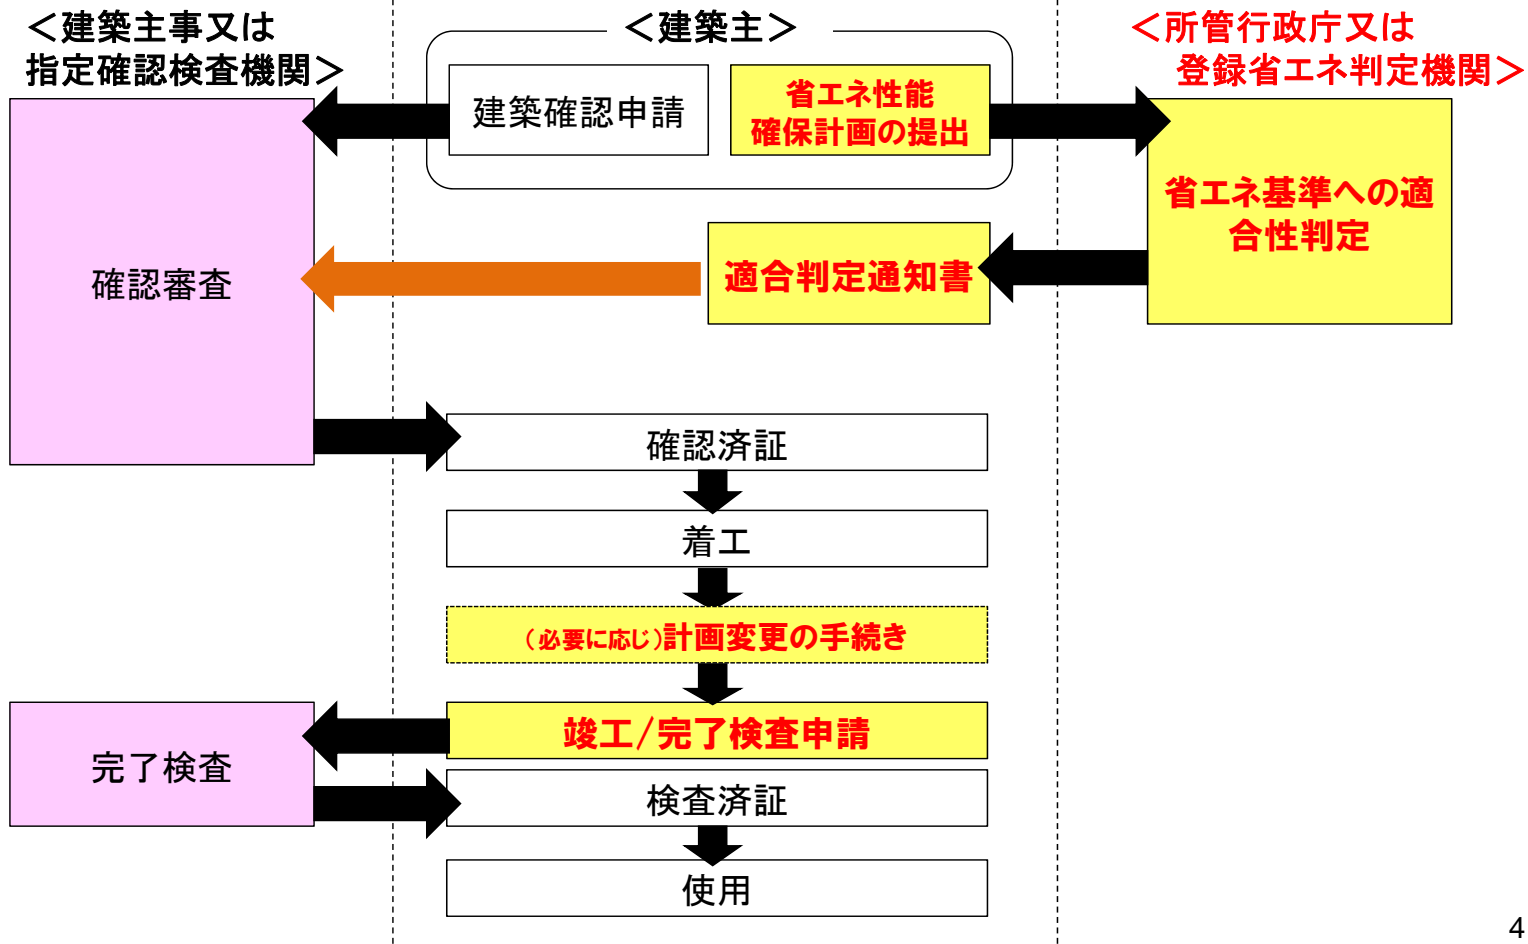 ＜建築主事又は
指定確認検査機関＞
＜建築主＞
＜所管行政庁又は
登録省エネ判定機関＞
建築確認申請
省エネ性能
確保計画の提出
省エネ基準への適
合性判定
確認審査
適合判定通知書
確認済証
着工
（必要に応じ）計画変更の手続き
竣工/完了検査申請
完了検査
検査済証
使用
4